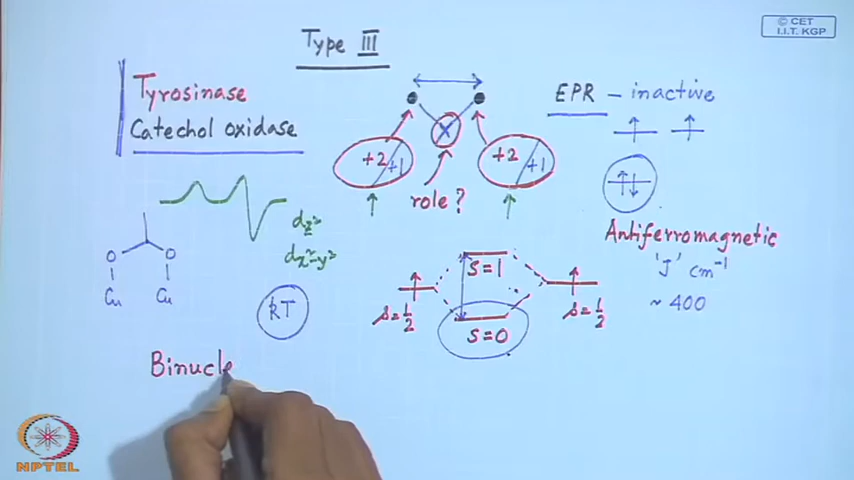 © CET
I.I.T. KGP
Type III
Tyrosinase
Catechol oxidase
X
+2
+1
+2
+1
role?
EPR - inactive
dz²
dx²-y²
O
O
Cu
Cu
kT
S=1
S=0
s=1/2
s=1/2
Antiferromagnetic
'J' cm⁻¹
~ 400
Binucle
NPTEL